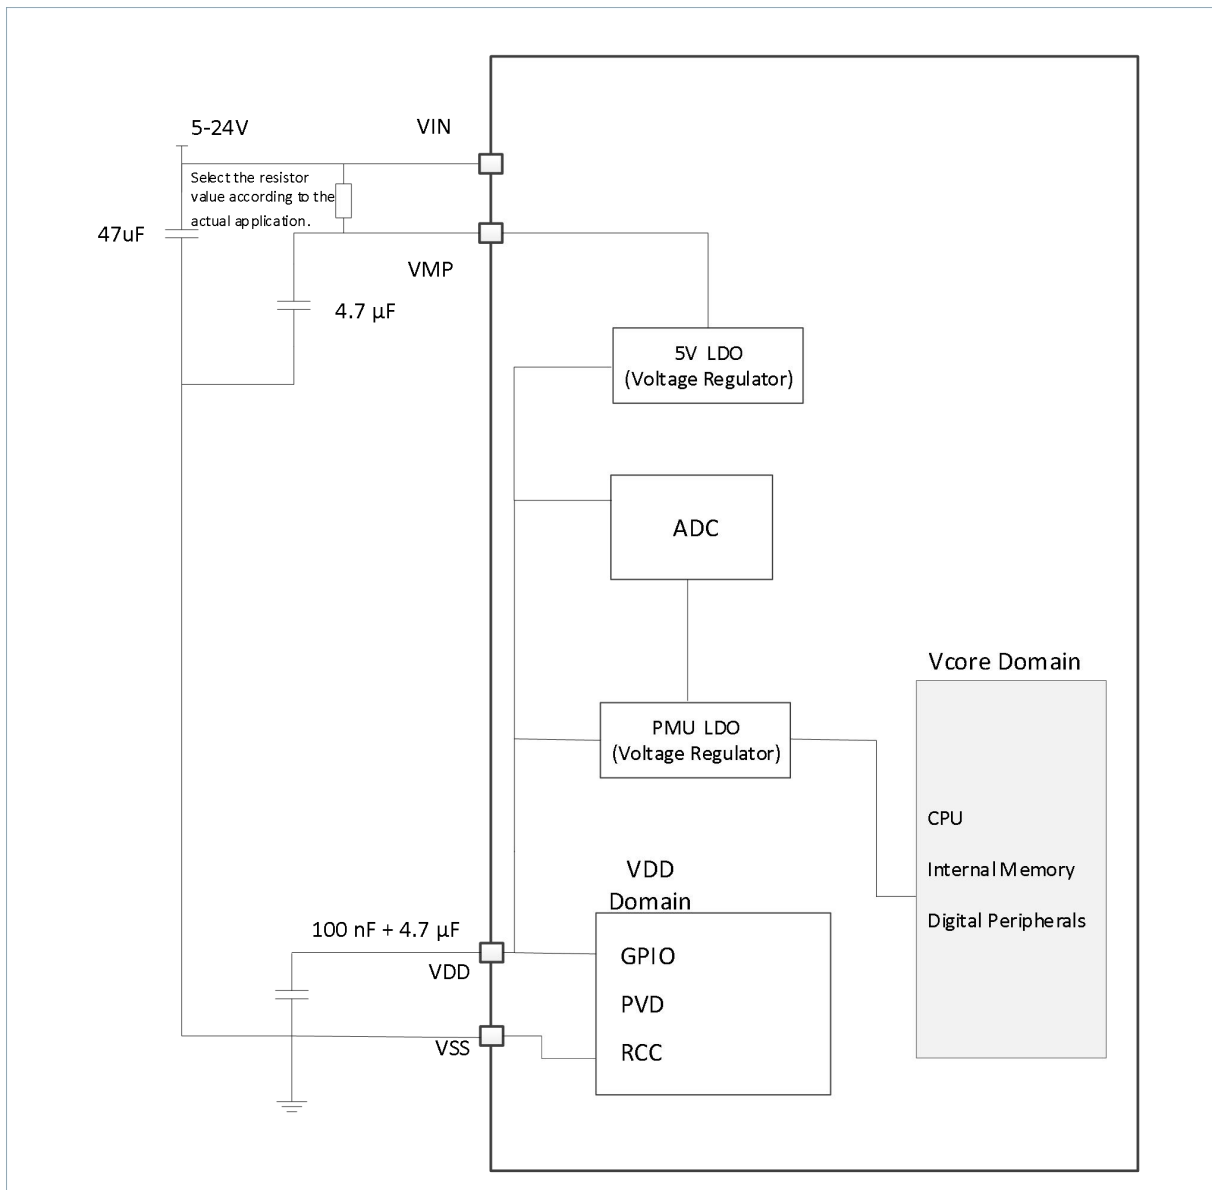 5-24V
VIN
Select the resistor
value according to the
actual application.
47uF
VMP
4.7 µF
5V LDO
(Voltage Regulator)
ADC
Vcore Domain
PMU LDO
(Voltage Regulator)
CPU
Internal Memory
Digital Peripherals
VDD
Domain
100 nF + 4.7 µF
VDD
GPIO
PVD
RCC
VSS